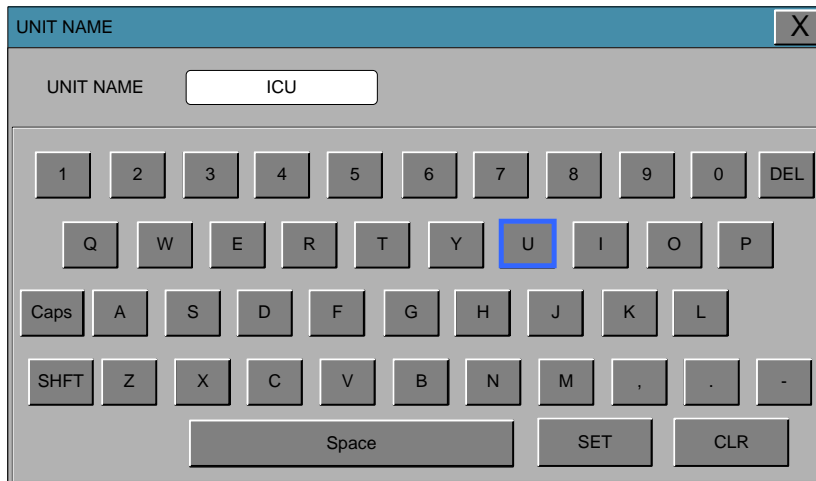 UNIT NAME X
UNIT NAME ICU
1 2 3 4 5 6 7 8 9 0 DEL
Q W E R T Y U I O P
Caps A S D F G H J K L
SHFT Z X C V B N M , . -
Space SET CLR